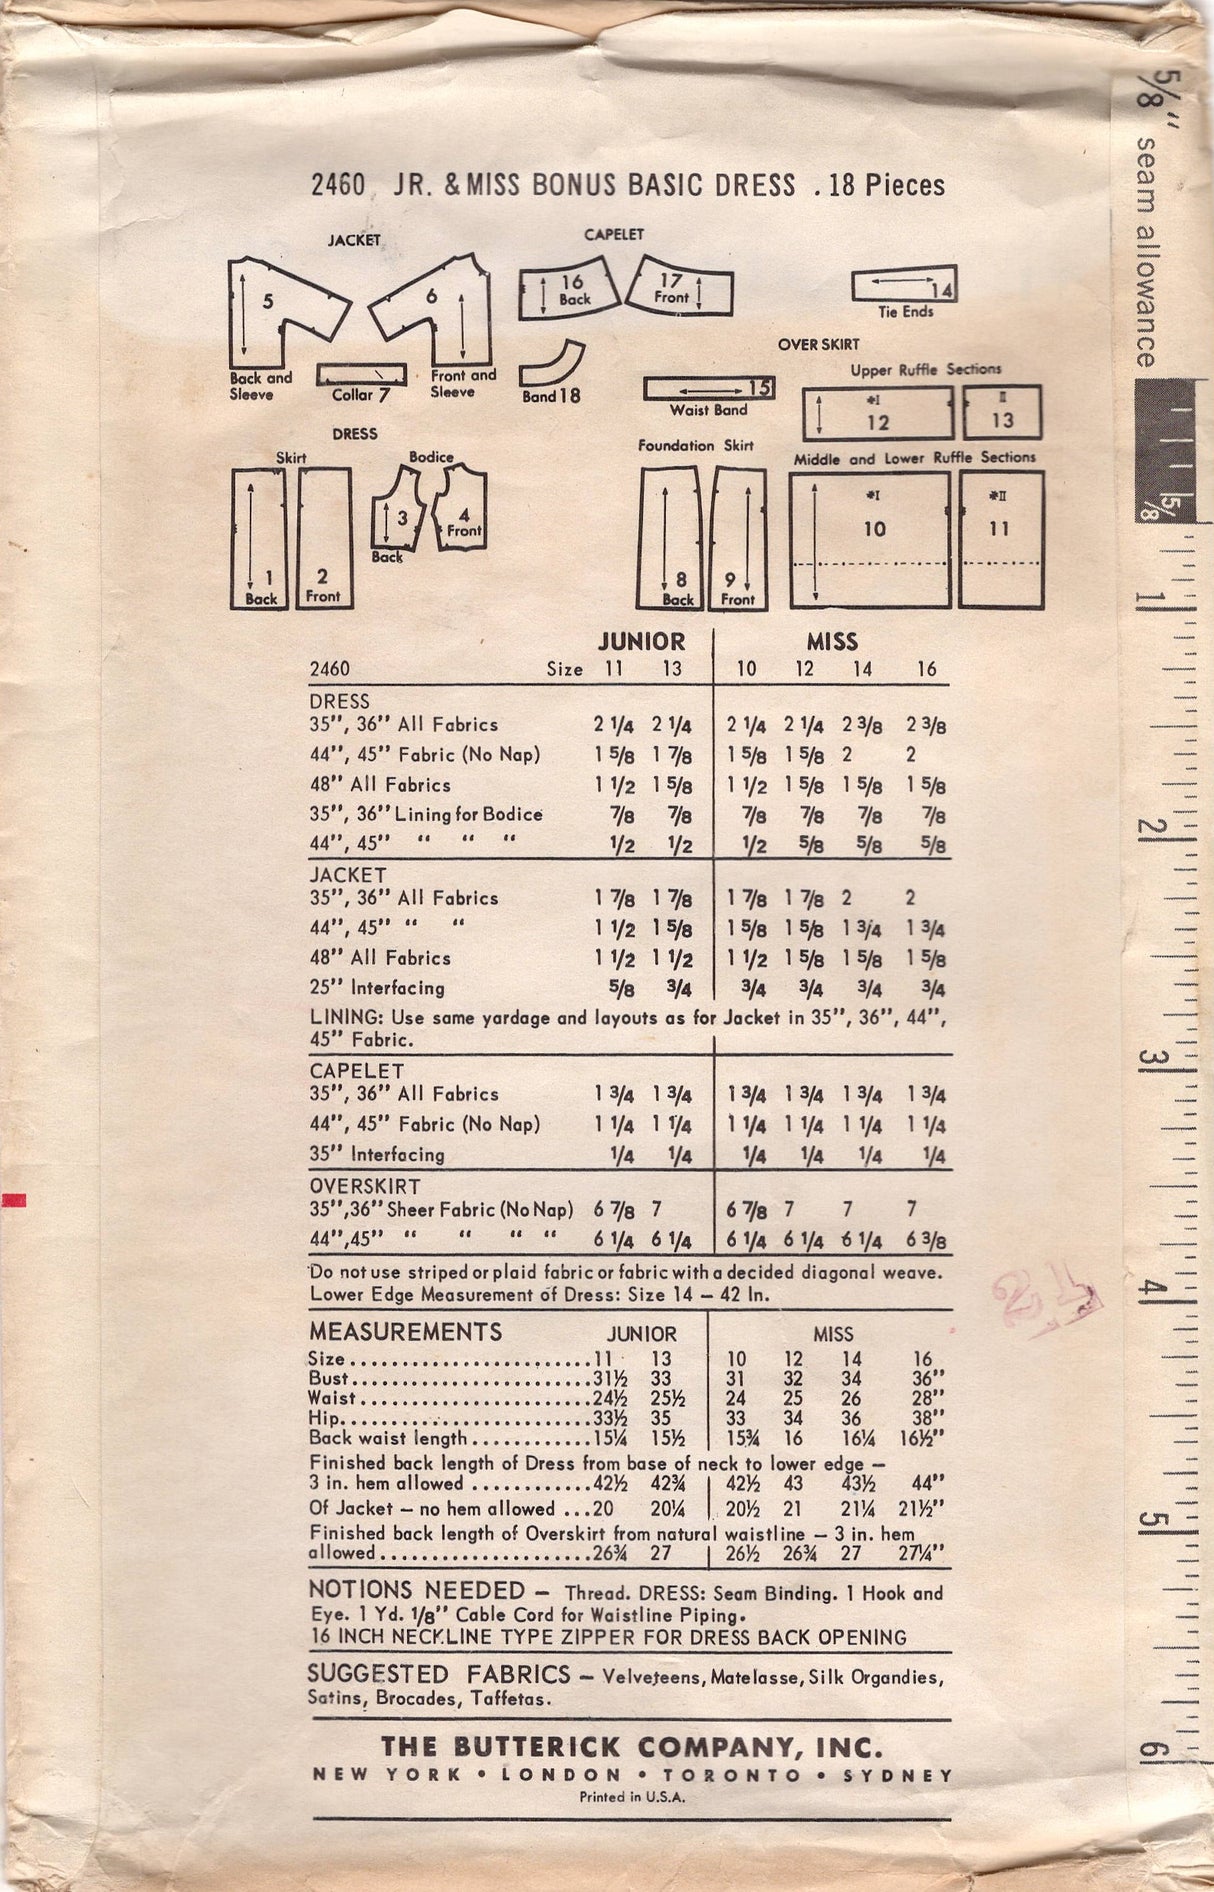 5/8" seam allowance
2460 JR. & MISS BONUS BASIC DRESS . 18 Pieces
JACKET
CAPELET
5
6
16 Back
17 Front
14
Tie Ends
OVER SKIRT
Back and Sleeve
Collar 7
Front and Sleeve
Band 18
15
Waist Band
Upper Ruffle Sections
*I 12
II 13
DRESS
Skirt
Bodice
Foundation Skirt
Middle and Lower Ruffle Sections
1 Back
2 Front
3 Back
4 Front
8 Back
9 Front
*I 10
*II 11
JUNIOR MISS
2460 Size 11 13 10 12 14 16
DRESS
35", 36" All Fabrics 2 1/4 2 1/4 2 1/4 2 1/4 2 3/8 2 3/8
44", 45" Fabric (No Nap) 1 5/8 1 7/8 1 5/8 1 5/8 2 2
48" All Fabrics 1 1/2 1 5/8 1 1/2 1 5/8 1 5/8 1 5/8
35", 36" Lining for Bodice 7/8 7/8 7/8 7/8 7/8 7/8
44", 45" " " " 1/2 1/2 1/2 5/8 5/8 5/8
JACKET
35", 36" All Fabrics 1 7/8 1 7/8 1 7/8 1 7/8 2 2
44", 45" " " 1 1/2 1 5/8 1 5/8 1 5/8 1 3/4 1 3/4
48" All Fabrics 1 1/2 1 1/2 1 1/2 1 5/8 1 5/8 1 5/8
25" Interfacing 5/8 3/4 3/4 3/4 3/4 3/4
LINING: Use same yardage and layouts as for Jacket in 35", 36", 44",
45" Fabric.
CAPELET
35", 36" All Fabrics 1 3/4 1 3/4 1 3/4 1 3/4 1 3/4 1 3/4
44", 45" Fabric (No Nap) 1 1/4 1 1/4 1 1/4 1 1/4 1 1/4 1 1/4
35" Interfacing 1/4 1/4 1/4 1/4 1/4 1/4
OVERSKIRT
35",36" Sheer Fabric (No Nap) 6 7/8 7 6 7/8 7 7 7
44",45" " " " " 6 1/4 6 1/4 6 1/4 6 1/4 6 1/4 6 3/8
Do not use striped or plaid fabric or fabric with a decided diagonal weave.
Lower Edge Measurement of Dress: Size 14 – 42 In.
MEASUREMENTS JUNIOR MISS
Size........................11 13 10 12 14 16
Bust........................31½ 33 31 32 34 36"
Waist.......................24½ 25½ 24 25 26 28"
Hip.........................33½ 35 33 34 36 38"
Back waist length............15¼ 15½ 15¾ 16 16¼ 16½"
Finished back length of Dress from base of neck to lower edge –
3 in. hem allowed ............42½ 42¾ 42½ 43 43½ 44"
Of Jacket – no hem allowed ...20 20¼ 20½ 21 21¼ 21½"
Finished back length of Overskirt from natural waistline – 3 in. hem
allowed......................26¾ 27 26½ 26¾ 27 27¼"
NOTIONS NEEDED – Thread. DRESS: Seam Binding. 1 Hook and
Eye. 1 Yd. 1/8" Cable Cord for Waistline Piping.
16 INCH NECKLINE TYPE ZIPPER FOR DRESS BACK OPENING
SUGGESTED FABRICS – Velveteens, Matelasse, Silk Organdies,
Satins, Brocades, Taffetas.
THE BUTTERICK COMPANY, INC.
NEW YORK • LONDON • TORONTO • SYDNEY
Printed in U.S.A.
5/8
1
2
3
4
5
6